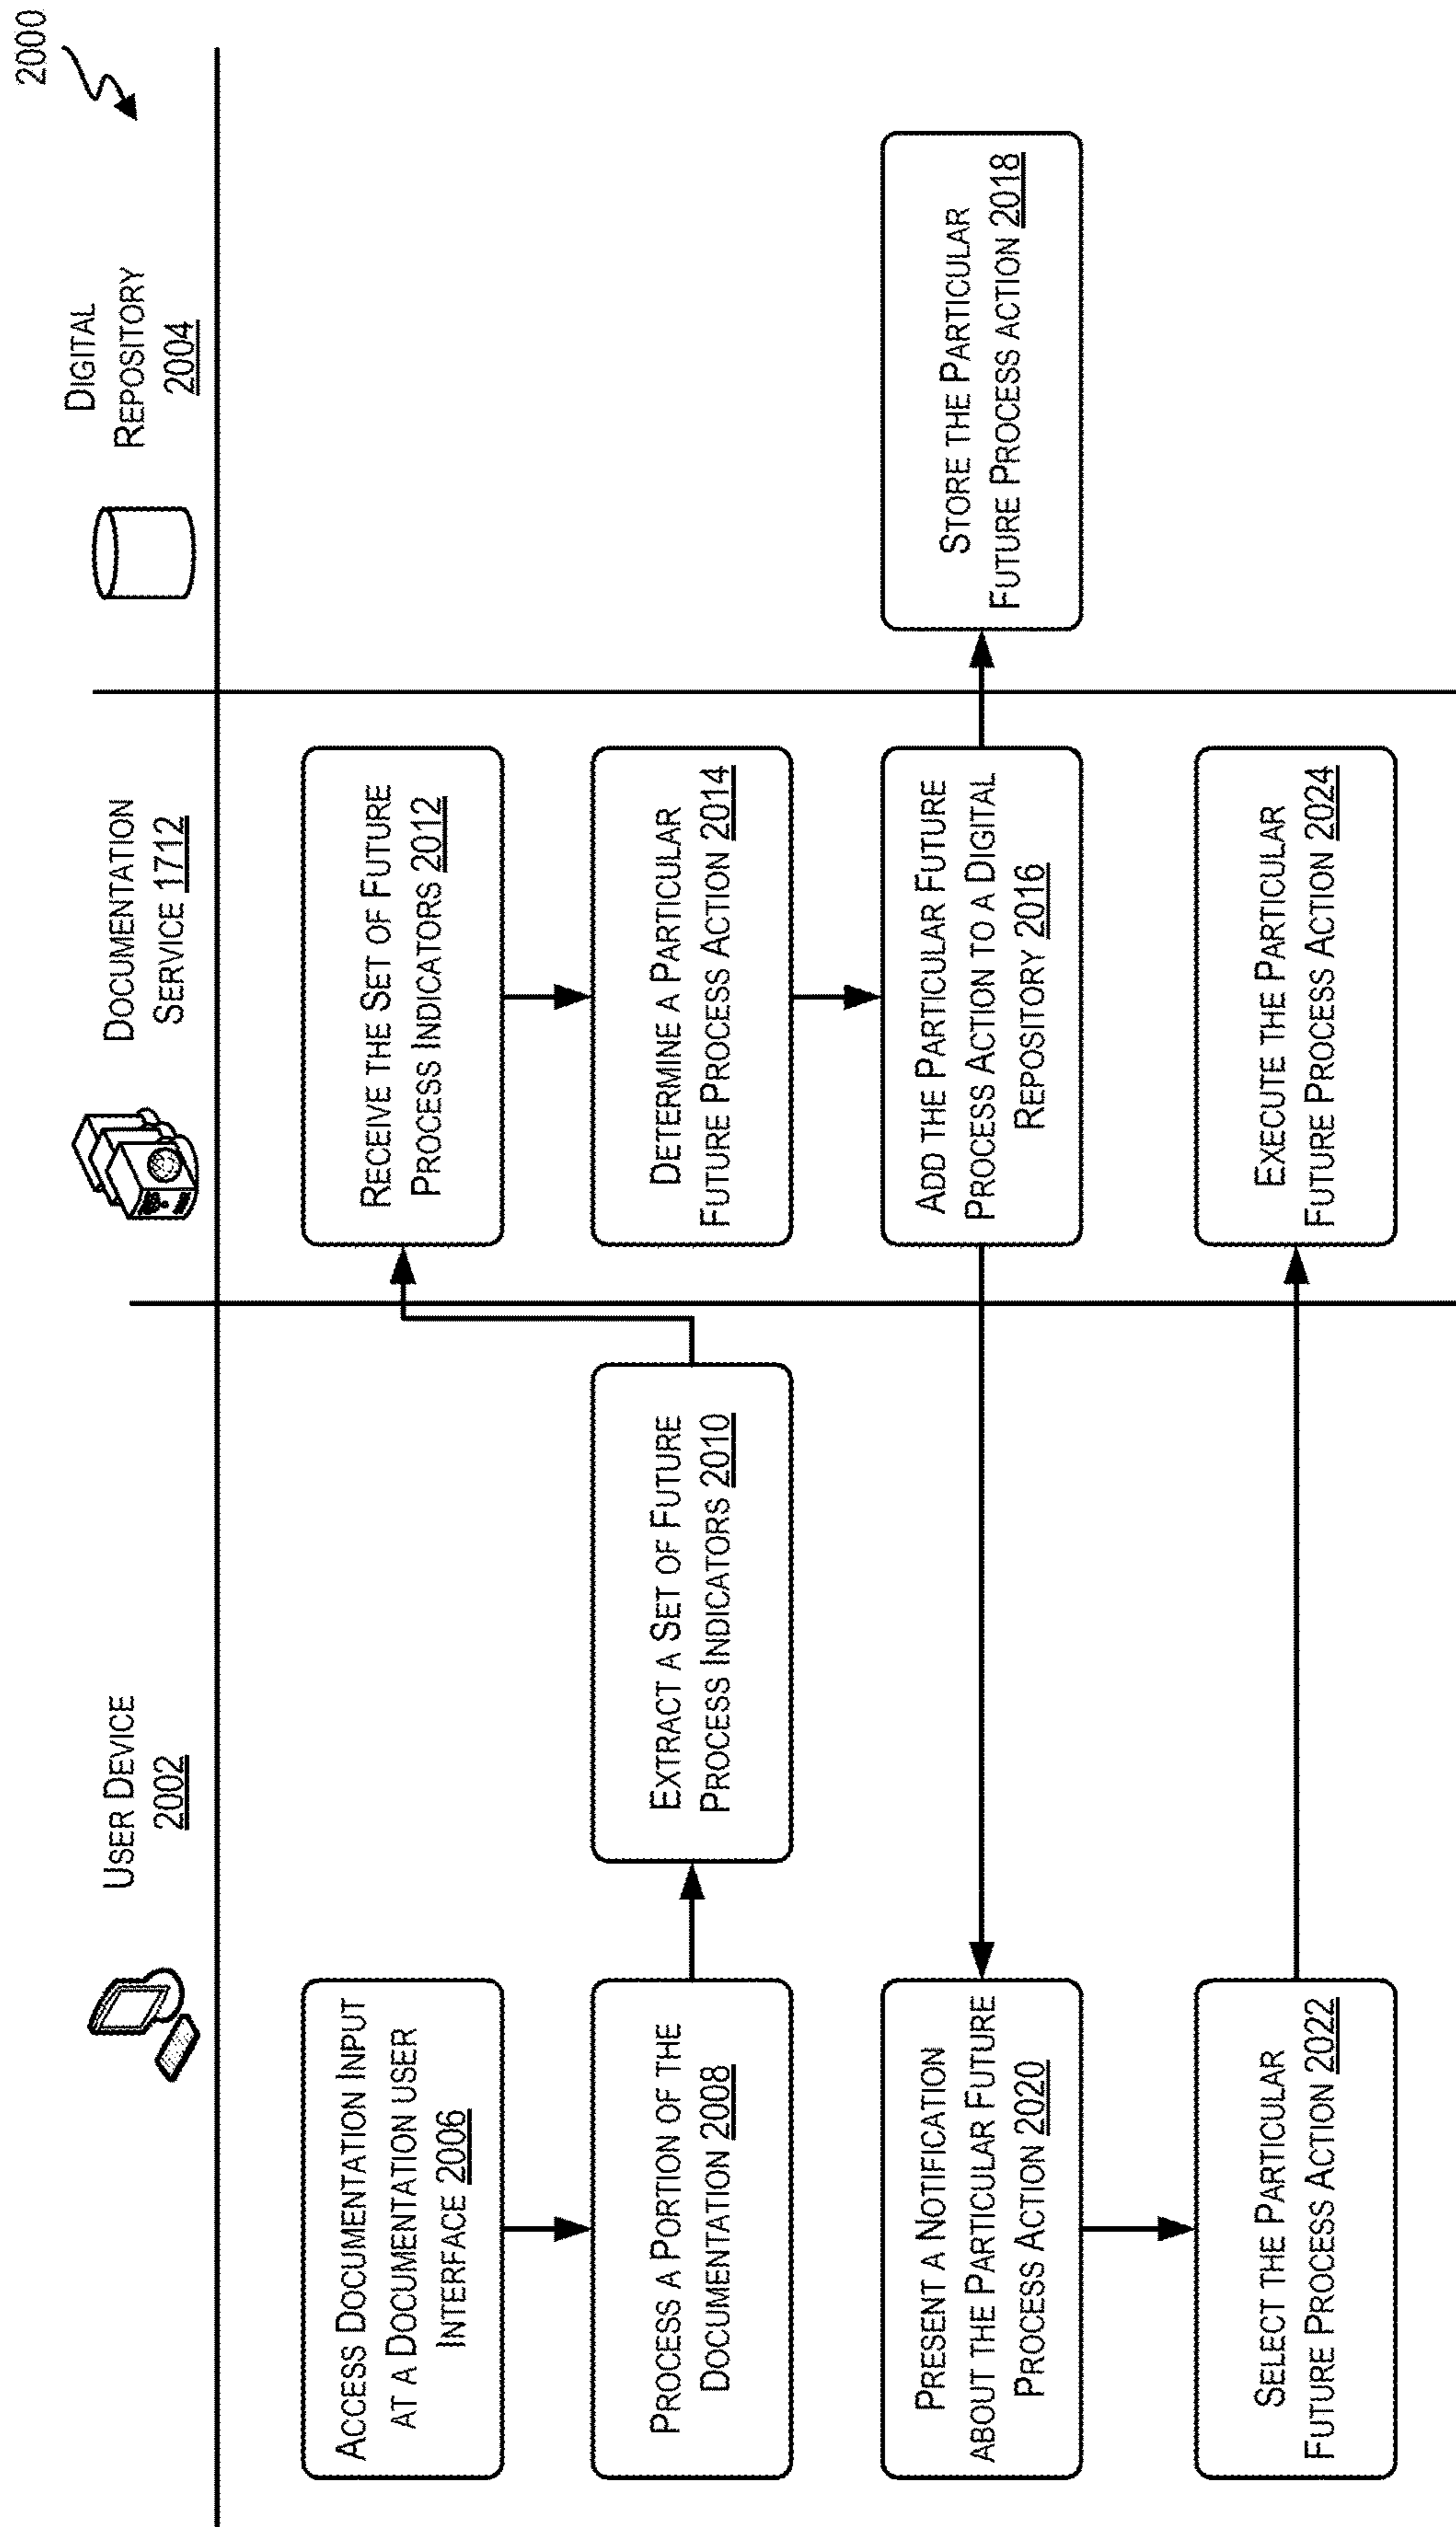 2000
USER DEVICE
2002
DOCUMENTATION
SERVICE 1712
DIGITAL
REPOSITORY
2004
ACCESS DOCUMENTATION INPUT
AT A DOCUMENTATION USER
INTERFACE 2006
PROCESS A PORTION OF THE
DOCUMENTATION 2008
EXTRACT A SET OF FUTURE
PROCESS INDICATORS 2010
RECEIVE THE SET OF FUTURE
PROCESS INDICATORS 2012
DETERMINE A PARTICULAR
FUTURE PROCESS ACTION 2014
ADD THE PARTICULAR FUTURE
PROCESS ACTION TO A DIGITAL
REPOSITORY 2016
STORE THE PARTICULAR
FUTURE PROCESS ACTION 2018
PRESENT A NOTIFICATION
ABOUT THE PARTICULAR FUTURE
PROCESS ACTION 2020
SELECT THE PARTICULAR
FUTURE PROCESS ACTION 2022
EXECUTE THE PARTICULAR
FUTURE PROCESS ACTION 2024